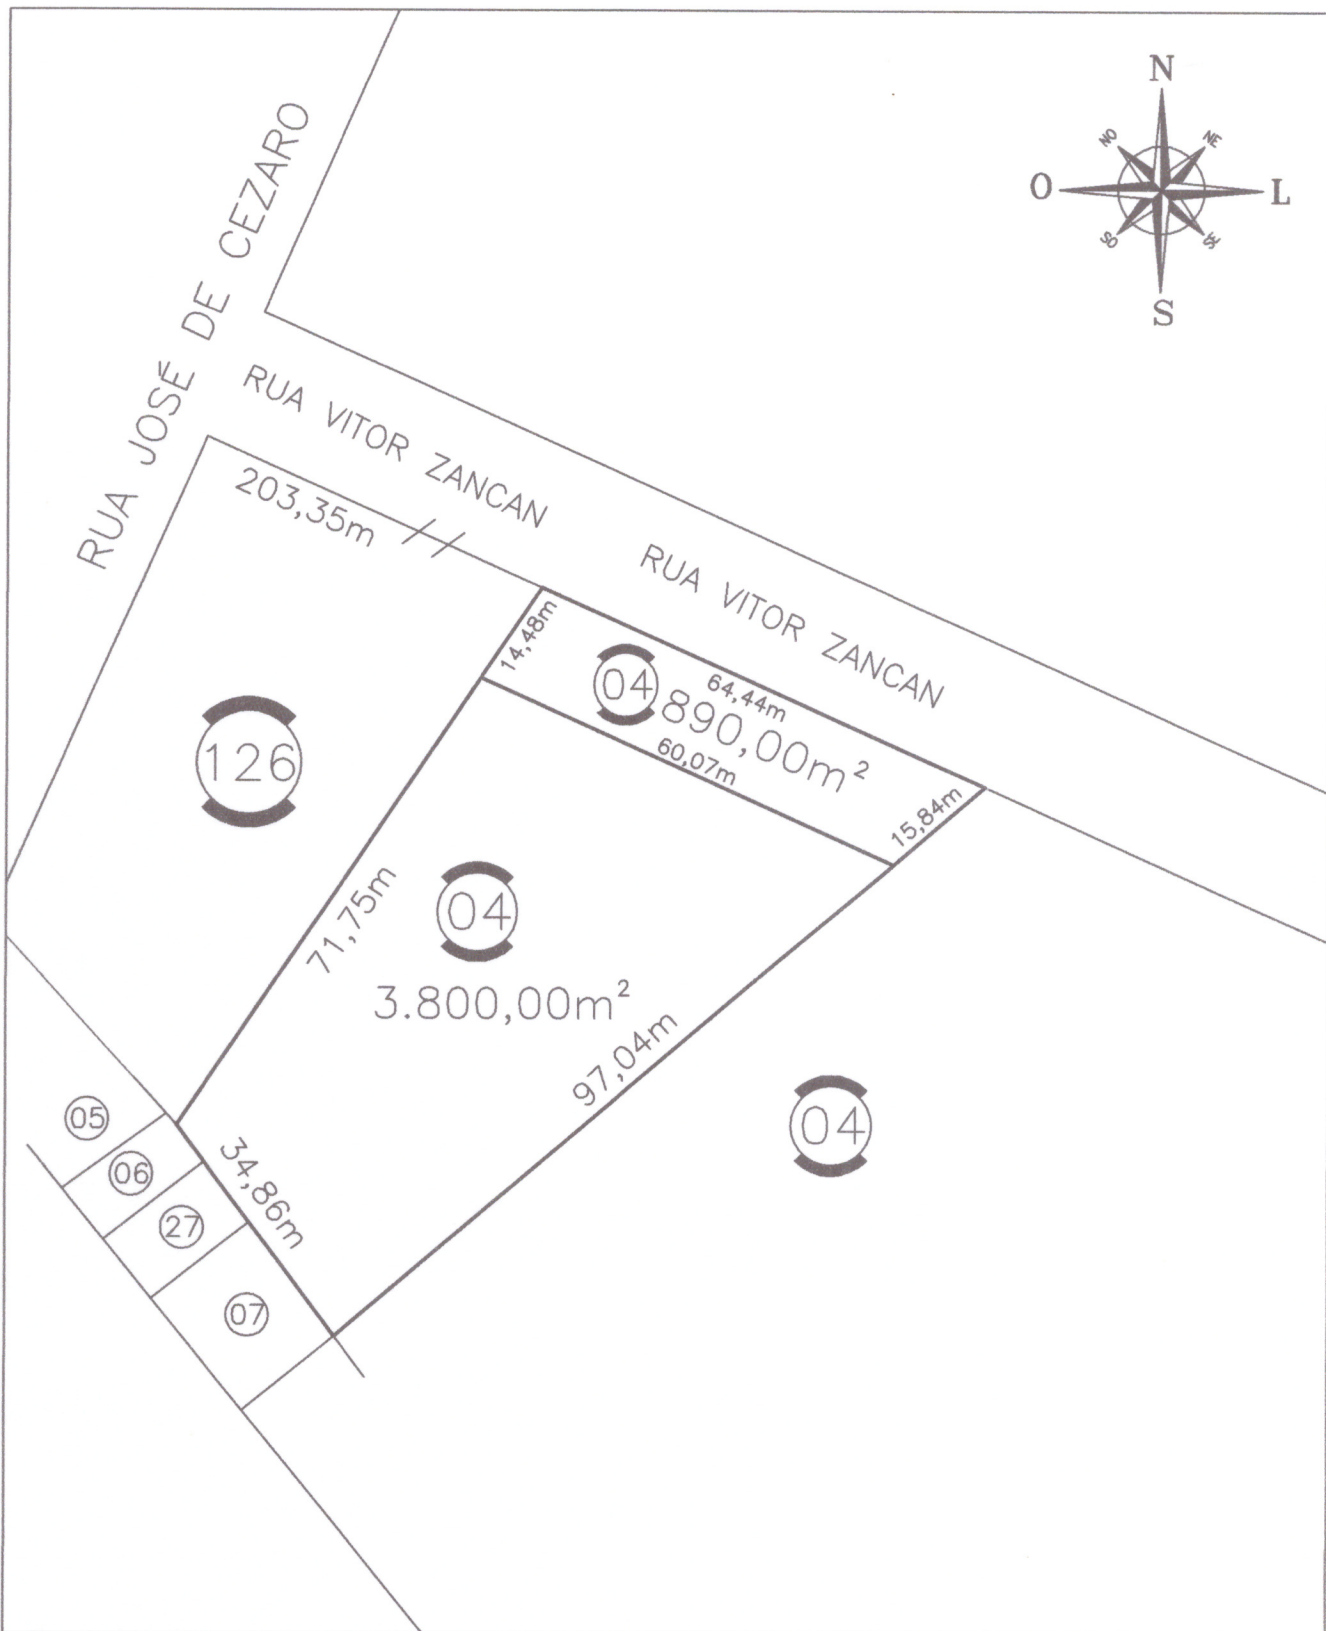 N
NO
NE
O
L
SO
SE
S
RUA JOSÉ DE CEZARO
RUA VITOR ZANCAN
203,35m
RUA VITOR ZANCAN
14,48m
04
64,44m
890,00m²
60,07m
15,84m
126
71,75m
04
3.800,00m²
97,04m
04
05
06
34,86m
27
07